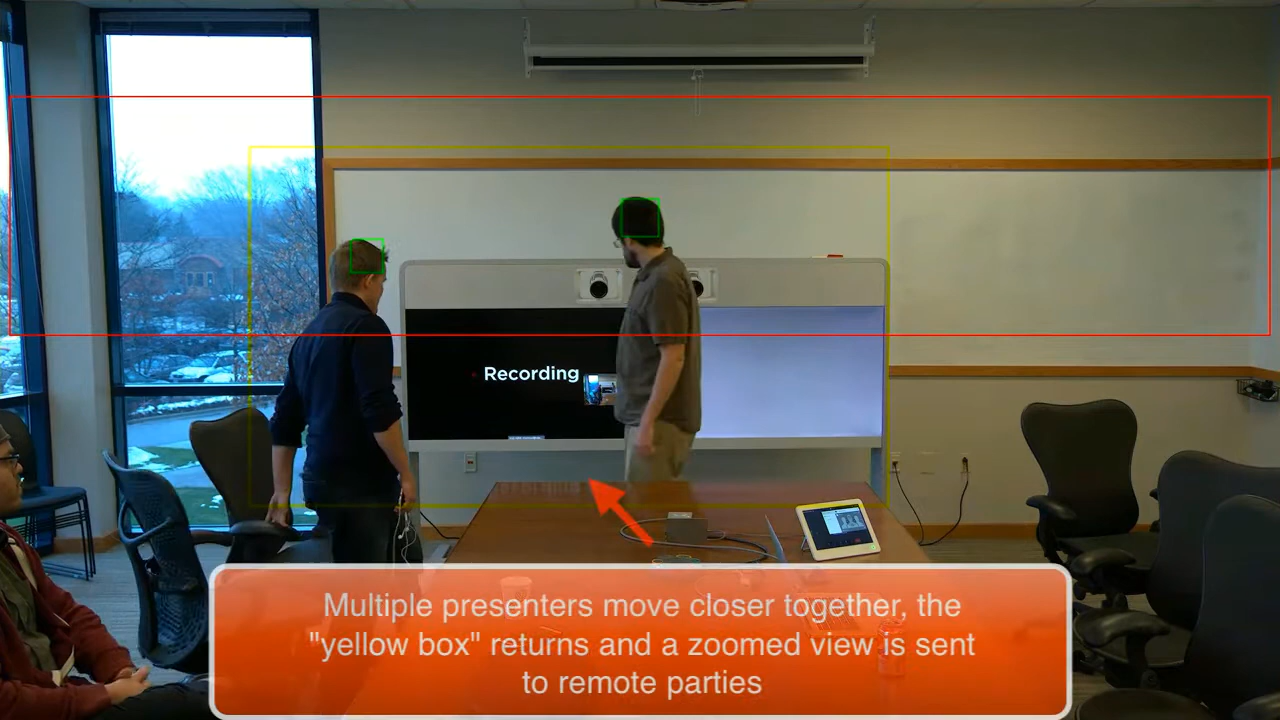 Recording
Multiple presenters move closer together, the
"yellow box" returns and a zoomed view is sent
to remote parties